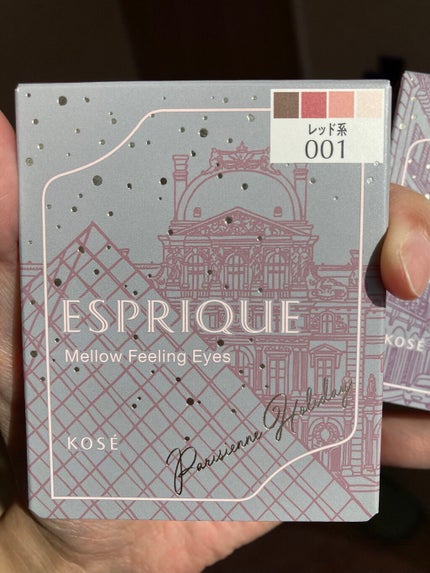 レッド系
001
ESPRIQUE
Mellow Feeling Eyes
KOSÉ
Parisienne Holiday
KOSÉ